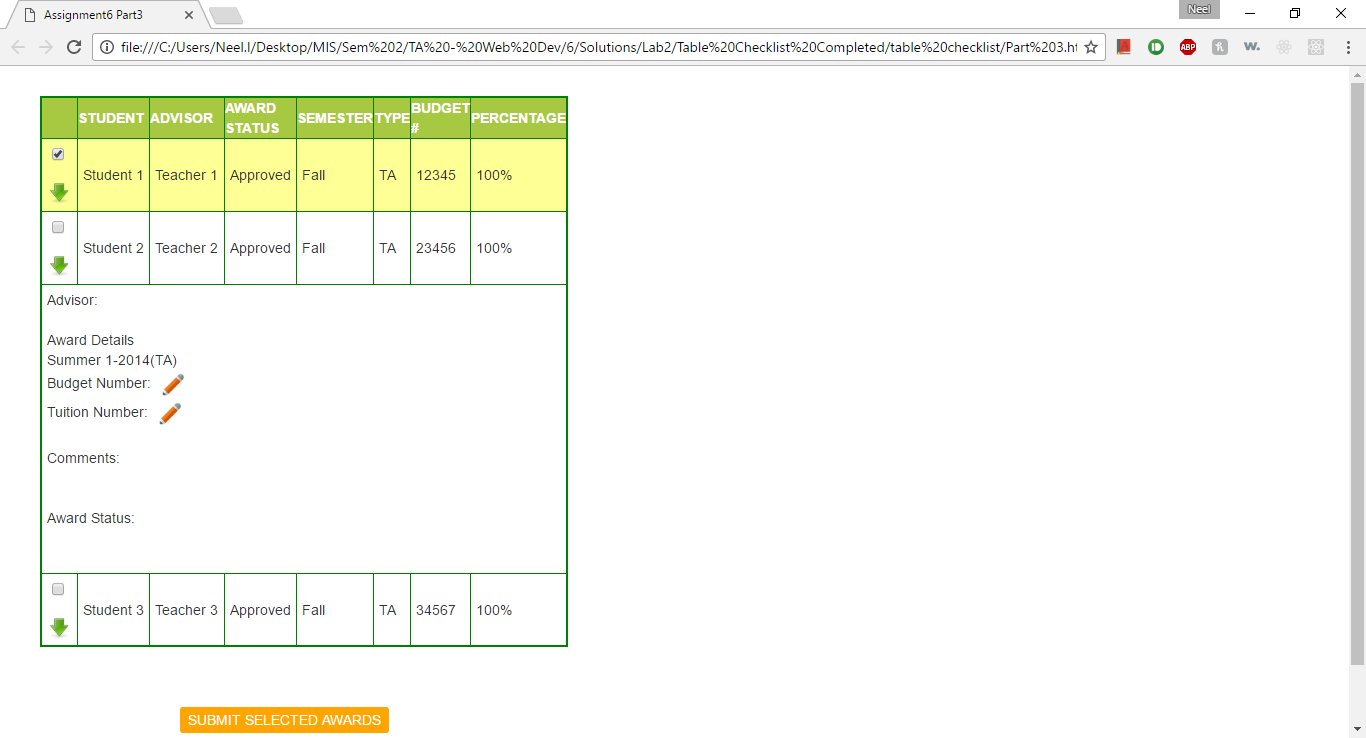 Assignment6 Part3
Neel
file:///C:/Users/Neel.I/Desktop/MIS/Sem%202/TA%20-%20Web%20Dev/6/Solutions/Lab2/Table%20Checklist%20Completed/table%20checklist/Part%203.ht
ABP
W.
STUDENT ADVISOR AWARD STATUS SEMESTER TYPE BUDGET # PERCENTAGE
Student 1 Teacher 1 Approved Fall TA 12345 100%
Student 2 Teacher 2 Approved Fall TA 23456 100%
Advisor:
Award Details
Summer 1-2014(TA)
Budget Number:
Tuition Number:
Comments:
Award Status:
Student 3 Teacher 3 Approved Fall TA 34567 100%
SUBMIT SELECTED AWARDS